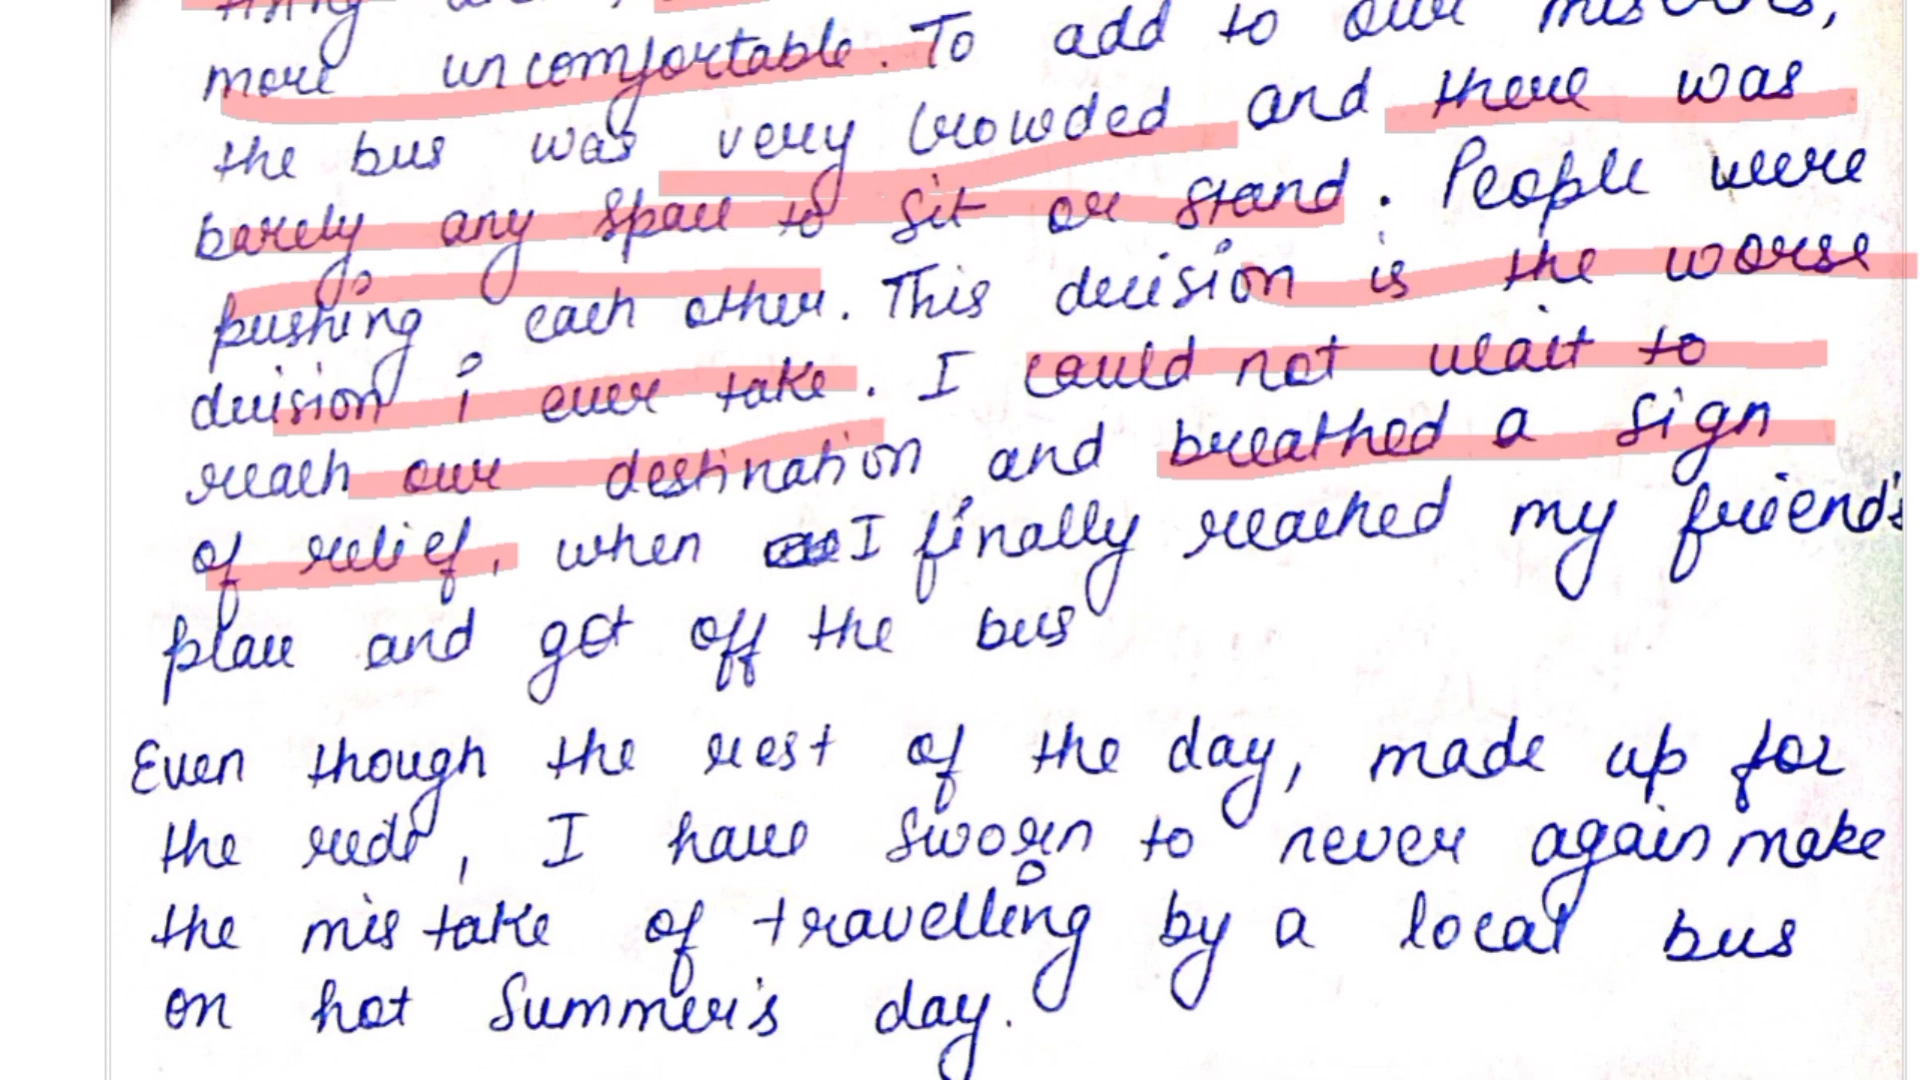 more uncomfortable. To add to our
the bus was very crowded and there was
barely any space to sit or stand. People were
pushing each other. This decision is the worse
decision i ever take. I could not wait to
reach our destination and breathed a sign
of relief, when I finally reached my friend's
place and got off the bus
Even though the rest of the day, made up for
the ride, I have sworn to never again make
the mistake of travelling by a local bus
on hot Summer's day.